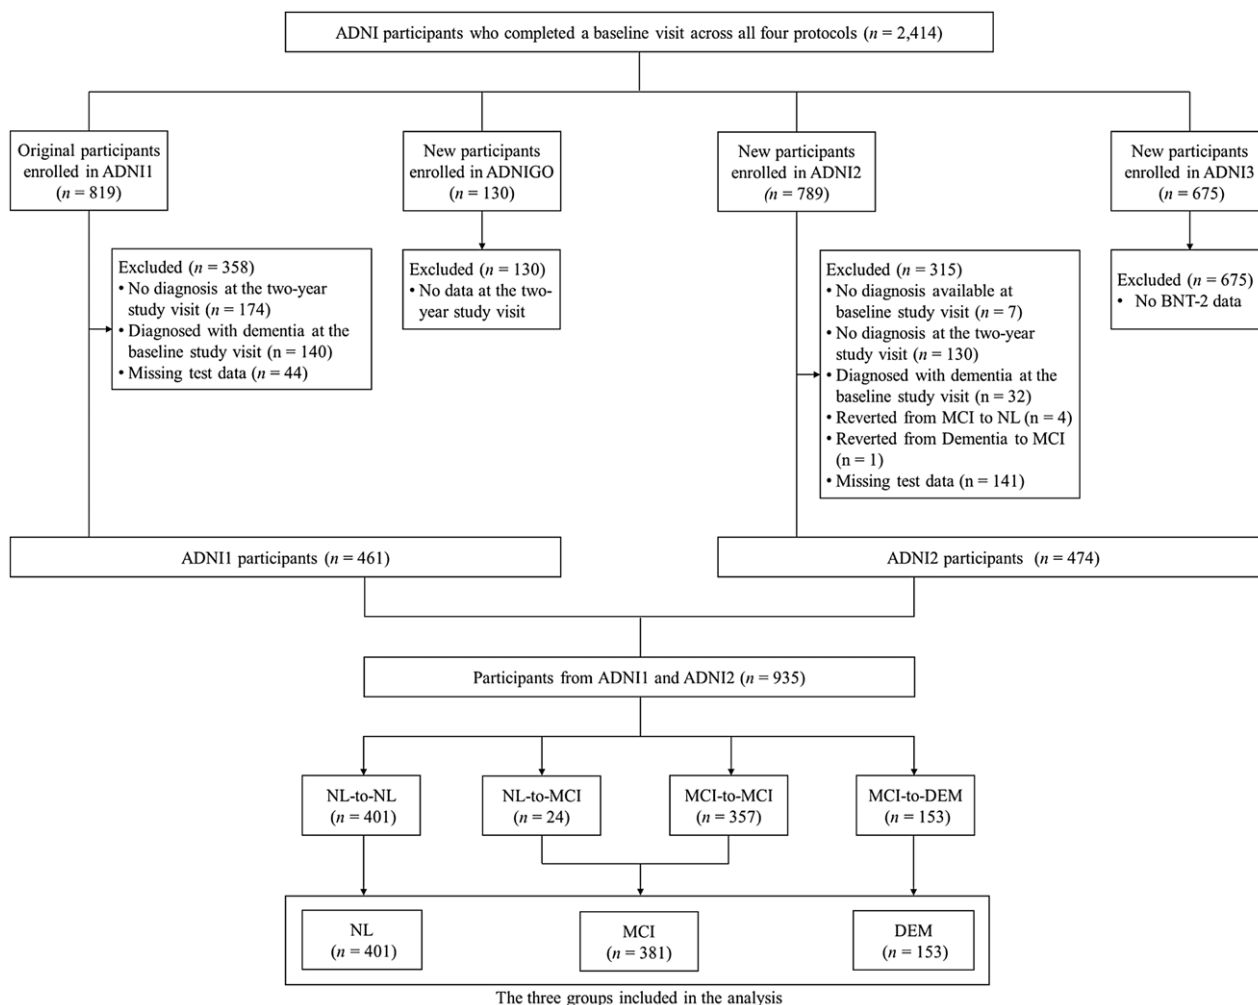 ADNI participants who completed a baseline visit across all four protocols (n = 2,414)
Original participants
enrolled in ADNI1
(n = 819)
New participants
enrolled in ADNIGO
(n = 130)
New participants
enrolled in ADNI2
(n = 789)
New participants
enrolled in ADNI3
(n = 675)
Excluded (n = 358)
• No diagnosis at the two-year
study visit (n = 174)
• Diagnosed with dementia at the
baseline study visit (n = 140)
• Missing test data (n = 44)
Excluded (n = 130)
• No data at the two-
year study visit
Excluded (n = 315)
• No diagnosis available at
baseline study visit (n = 7)
• No diagnosis at the two-year
study visit (n = 130)
• Diagnosed with dementia at the
baseline study visit (n = 32)
• Reverted from MCI to NL (n = 4)
• Reverted from Dementia to MCI
(n = 1)
• Missing test data (n = 141)
Excluded (n = 675)
• No BNT-2 data
ADNI1 participants (n = 461)
ADNI2 participants (n = 474)
Participants from ADNI1 and ADNI2 (n = 935)
NL-to-NL
(n = 401)
NL-to-MCI
(n = 24)
MCI-to-MCI
(n = 357)
MCI-to-DEM
(n = 153)
NL
(n = 401)
MCI
(n = 381)
DEM
(n = 153)
The three groups included in the analysis